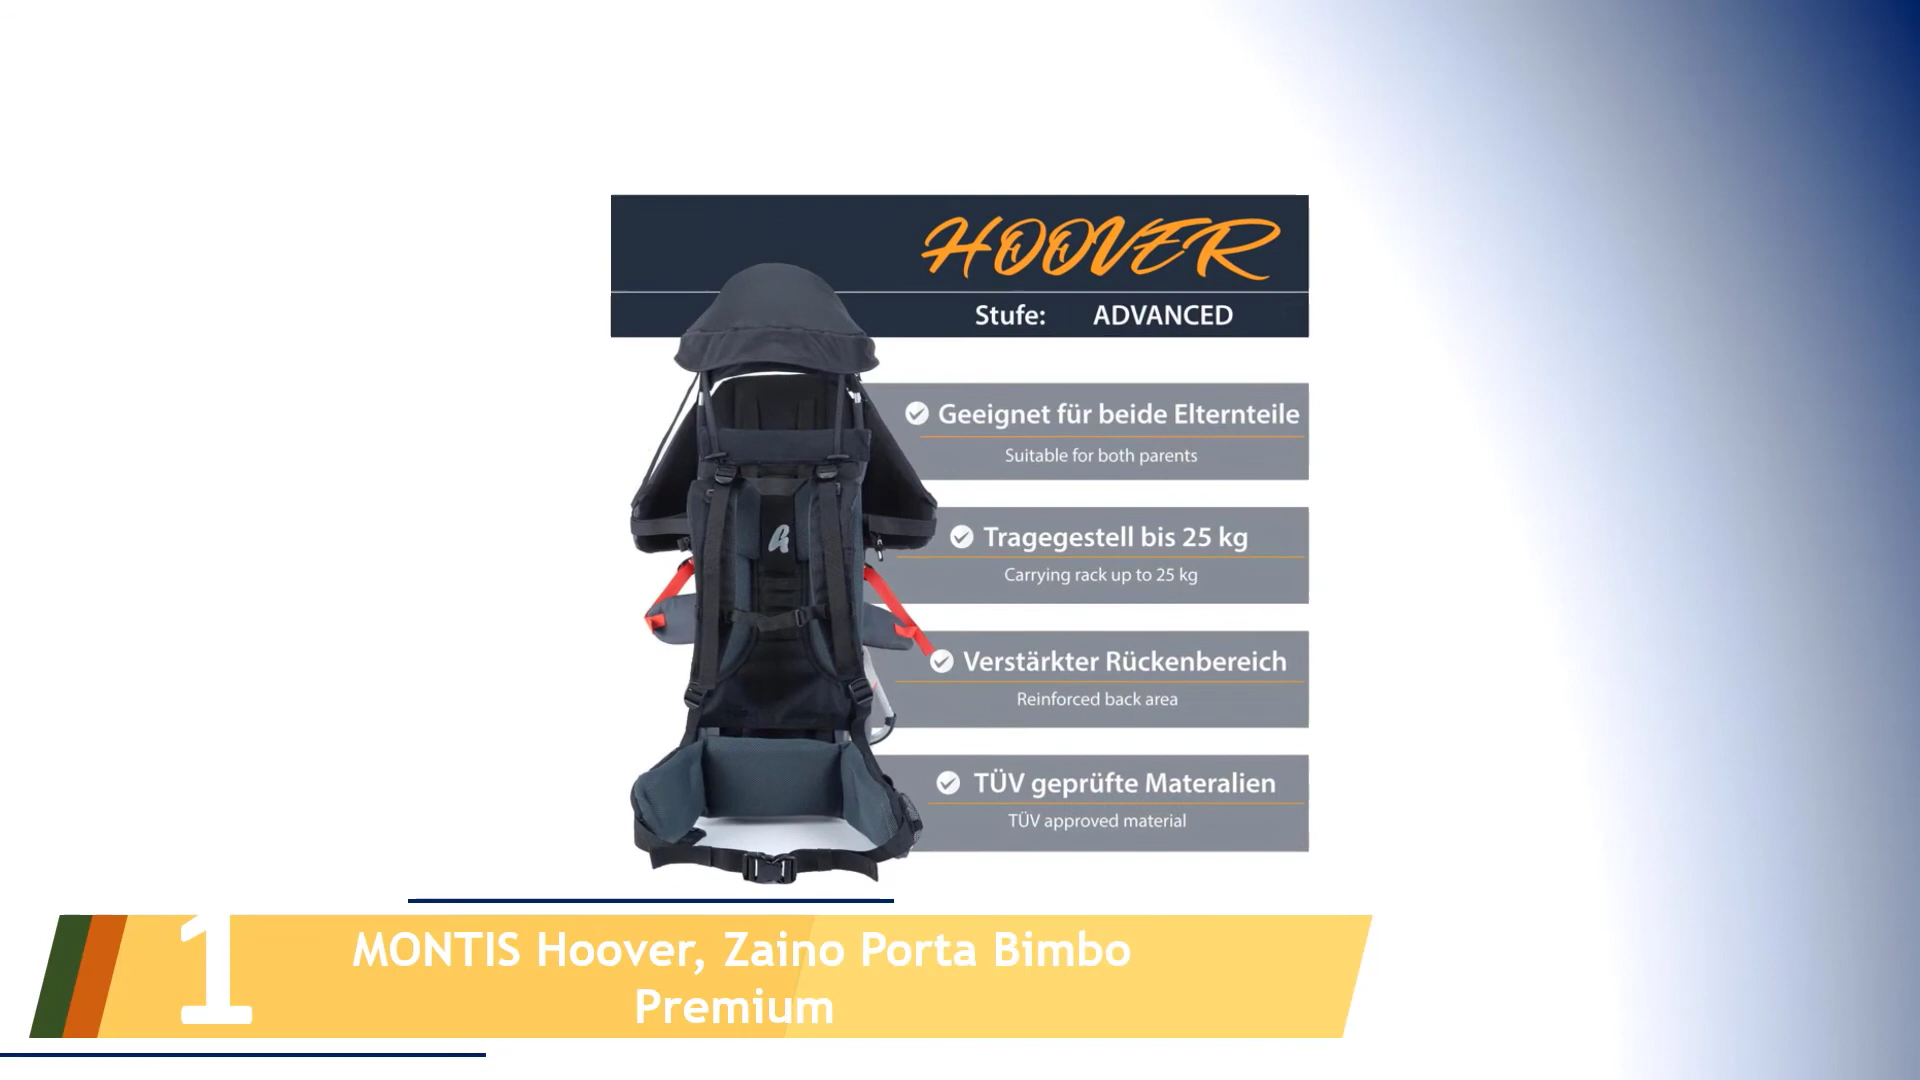 HOOVER
Stufe: ADVANCED
Geeignet für beide Elternteile
Suitable for both parents
Tragegestell bis 25 kg
Carrying rack up to 25 kg
Verstärkter Rückenbereich
Reinforced back area
TÜV geprüfte Materalien
TÜV approved material
1
MONTIS Hoover, Zaino Porta Bimbo
Premium